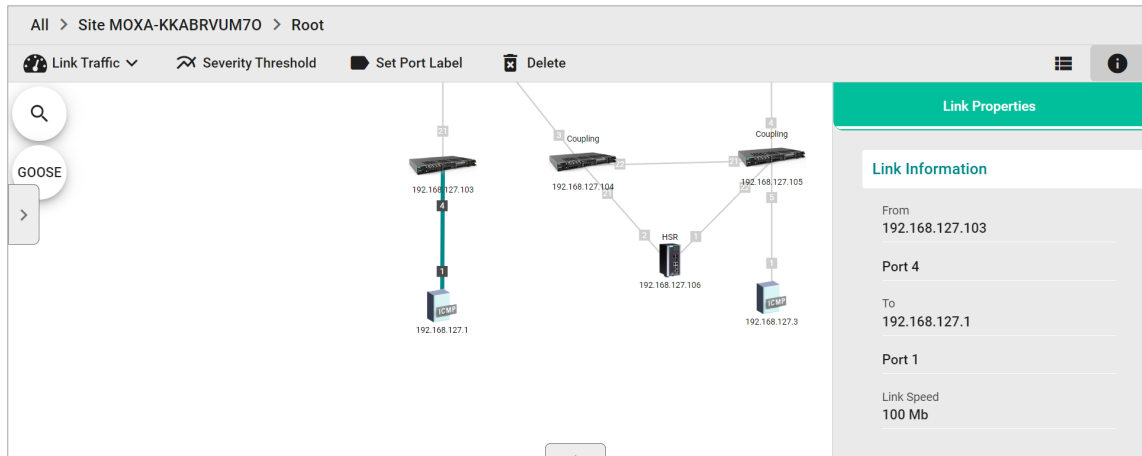 All > Site MOXA-KKABRVUM7O > Root
Link Traffic
Severity Threshold
Set Port Label
Delete
Link Properties
GOOSE
21
192.168.127.103
4
1
ICMP
192.168.127.1
3
Coupling
22
192.168.127.104
21
4
Coupling
21
192.168.127.105
22
5
2
HSR
1
192.168.127.106
1
ICMP
192.168.127.3
Link Information
From
192.168.127.103
Port 4
To
192.168.127.1
Port 1
Link Speed
100 Mb